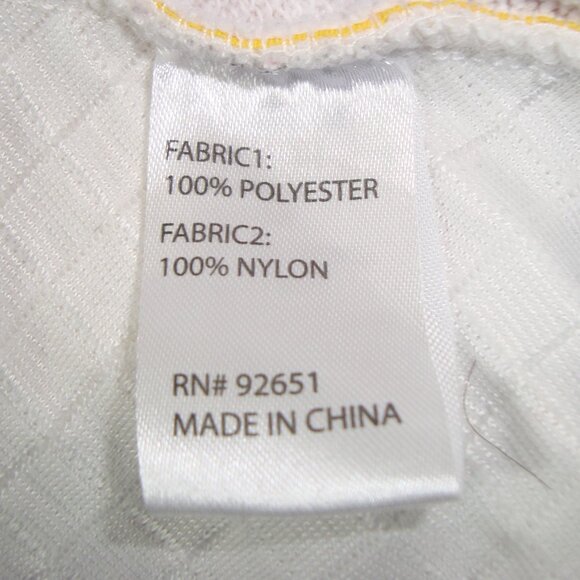 FABRIC1:
100% POLYESTER
FABRIC2:
100% NYLON
RN# 92651
MADE IN CHINA